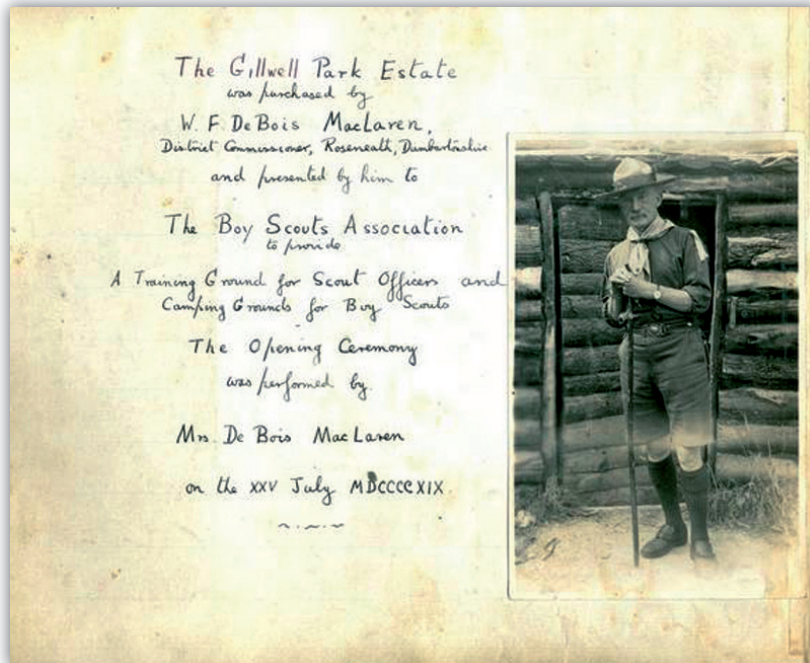 The Gillwell Park Estate
was purchased by
W. F. DeBois MacLaren,
District Commissioner, Roseneath, Dumbartonshire
and presented by him to
The Boy Scouts Association
to provide
A Training Ground for Scout Officers and
Camping Grounds for Boy Scouts
The Opening Ceremony
was performed by
Mrs. De Bois MacLaren
on the XXV July MDCCCCXIX.